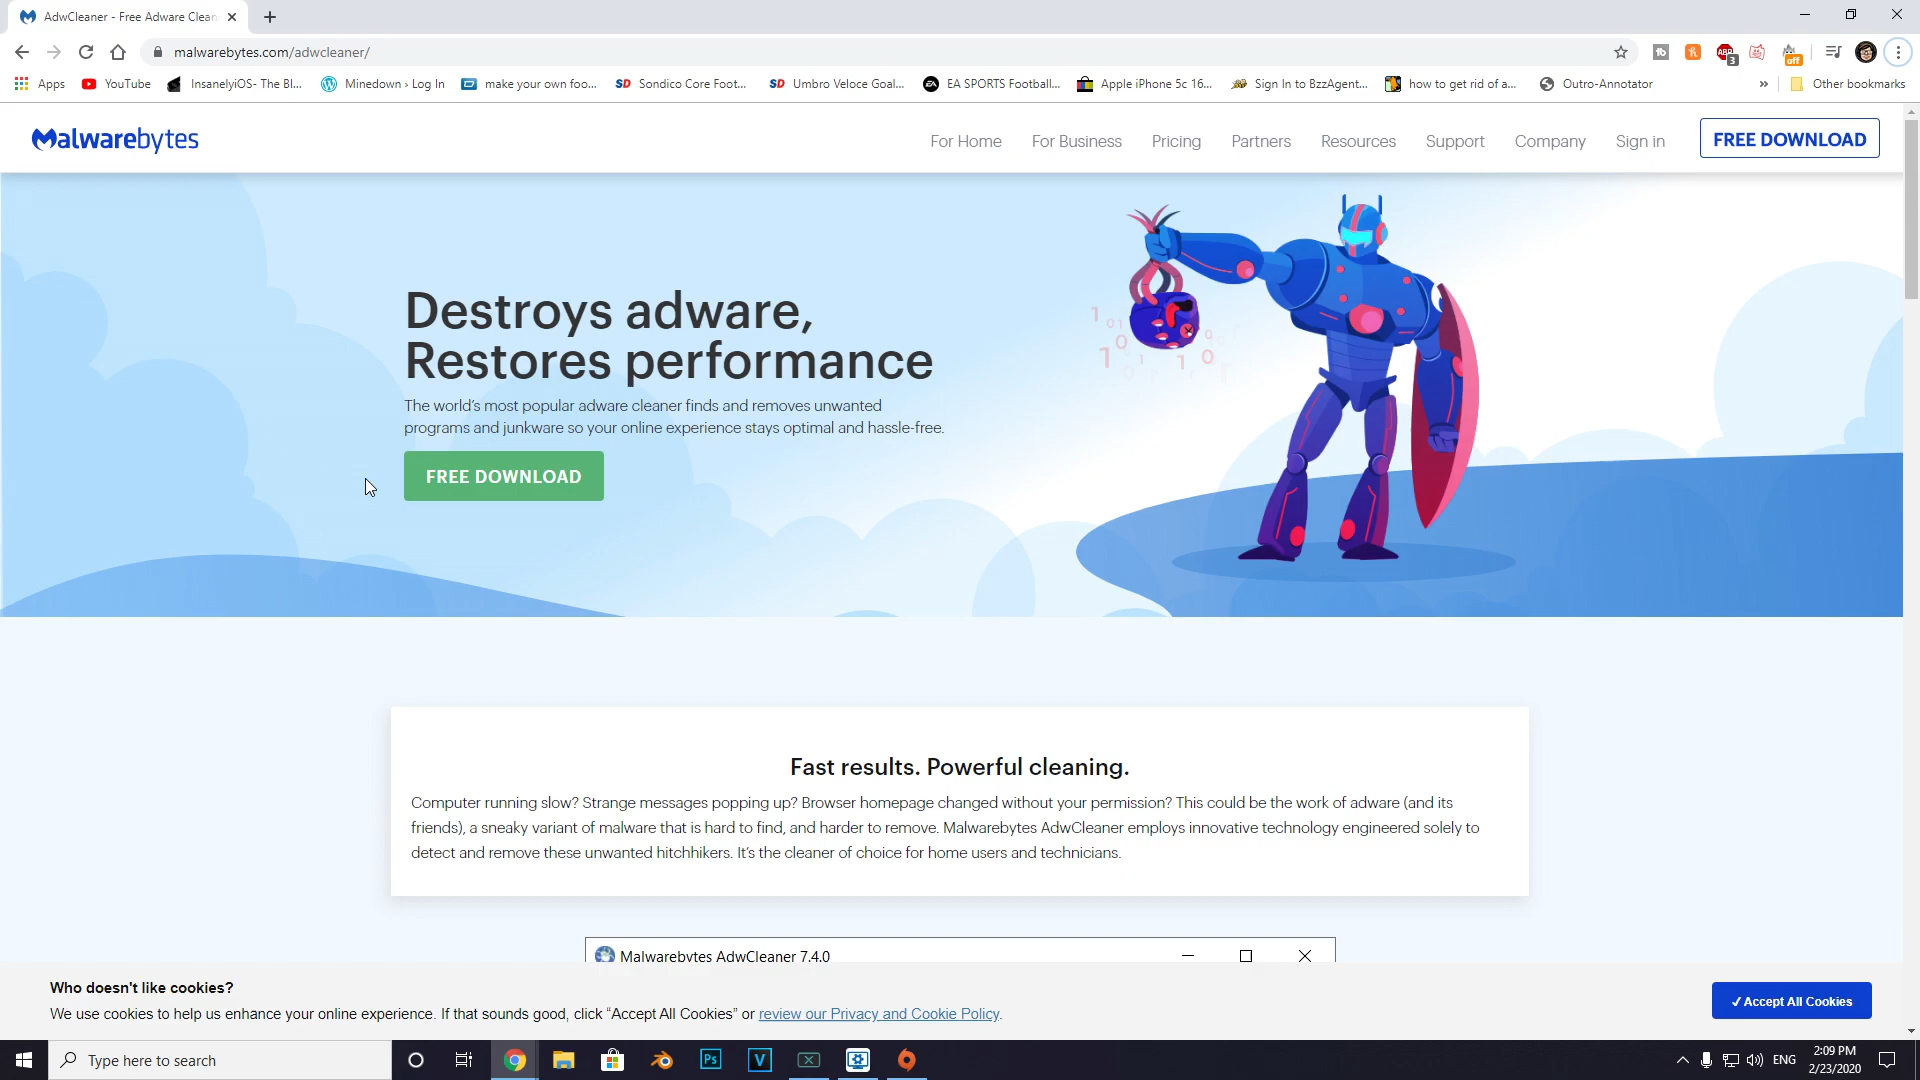 AdwCleaner - Free Adware Clean
malwarebytes.com/adwcleaner/
ABP
3
off
Apps
YouTube
InsanelyiOS- The Bl...
Minedown › Log In
make your own foo...
SD Sondico Core Foot...
SD Umbro Veloce Goal...
EA SPORTS Football...
Apple iPhone 5c 16...
Sign In to BzzAgent...
how to get rid of a...
Outro-Annotator
»
Other bookmarks
Malwarebytes
For Home
For Business
Pricing
Partners
Resources
Support
Company
Sign in
FREE DOWNLOAD
Destroys adware,
Restores performance
The world's most popular adware cleaner finds and removes unwanted
programs and junkware so your online experience stays optimal and hassle-free.
FREE DOWNLOAD
Fast results. Powerful cleaning.
Computer running slow? Strange messages popping up? Browser homepage changed without your permission? This could be the work of adware (and its
friends), a sneaky variant of malware that is hard to find, and harder to remove. Malwarebytes AdwCleaner employs innovative technology engineered solely to
detect and remove these unwanted hitchhikers. It's the cleaner of choice for home users and technicians.
Malwarebytes AdwCleaner 7.4.0
Who doesn't like cookies?
We use cookies to help us enhance your online experience. If that sounds good, click “Accept All Cookies” or review our Privacy and Cookie Policy.
✓ Accept All Cookies
Type here to search
Ps
V
ENG
2:09 PM
2/23/2020